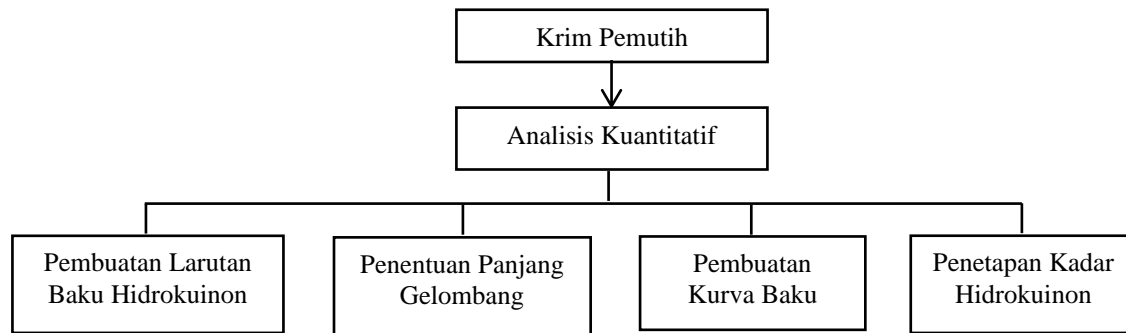 Krim Pemutih
Analisis Kuantitatif
Pembuatan Larutan
Baku Hidrokuinon
Penentuan Panjang
Gelombang
Pembuatan
Kurva Baku
Penetapan Kadar
Hidrokuinon